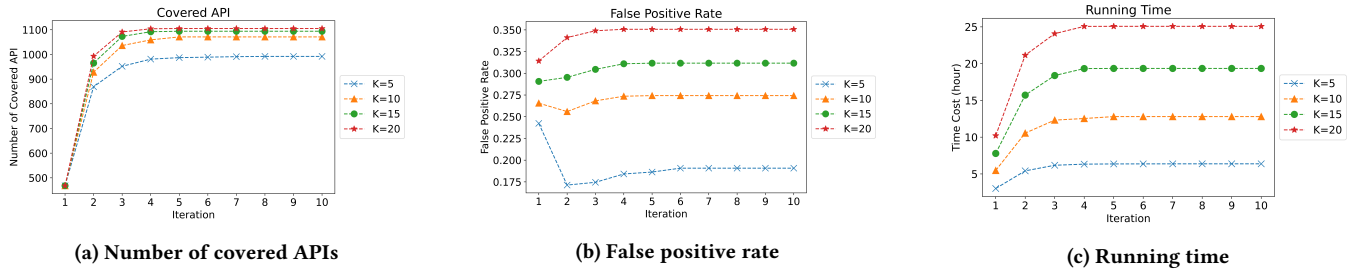 Covered API
Number of Covered API
1100
1000
900
800
700
600
500
1 2 3 4 5 6 7 8 9 10
Iteration
K=5
K=10
K=15
K=20
(a) Number of covered APIs
False Positive Rate
False Positive Rate
0.350
0.325
0.300
0.275
0.250
0.225
0.200
0.175
1 2 3 4 5 6 7 8 9 10
Iteration
K=5
K=10
K=15
K=20
(b) False positive rate
Running Time
Time Cost (hour)
25
20
15
10
5
1 2 3 4 5 6 7 8 9 10
Iteration
K=5
K=10
K=15
K=20
(c) Running time